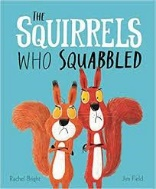 THE
SQUIRRELS
WHO SQUABBLED
Rachel Bright
Jim Field